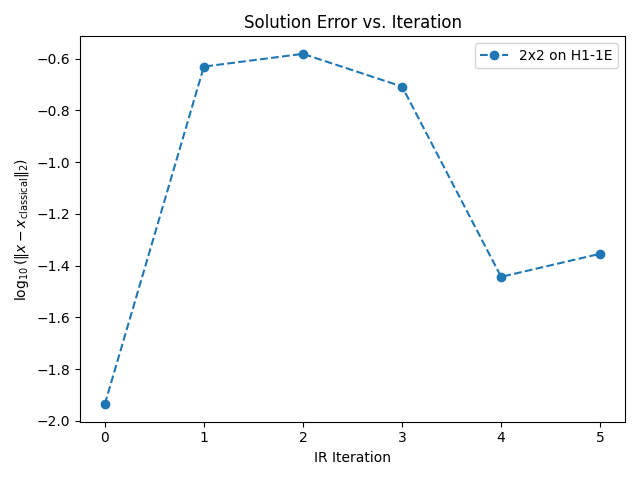 Solution Error vs. Iteration
2x2 on H1-1E
log₁₀(‖x − x_classical‖₂)
−0.6
−0.8
−1.0
−1.2
−1.4
−1.6
−1.8
−2.0
0 1 2 3 4 5
IR Iteration